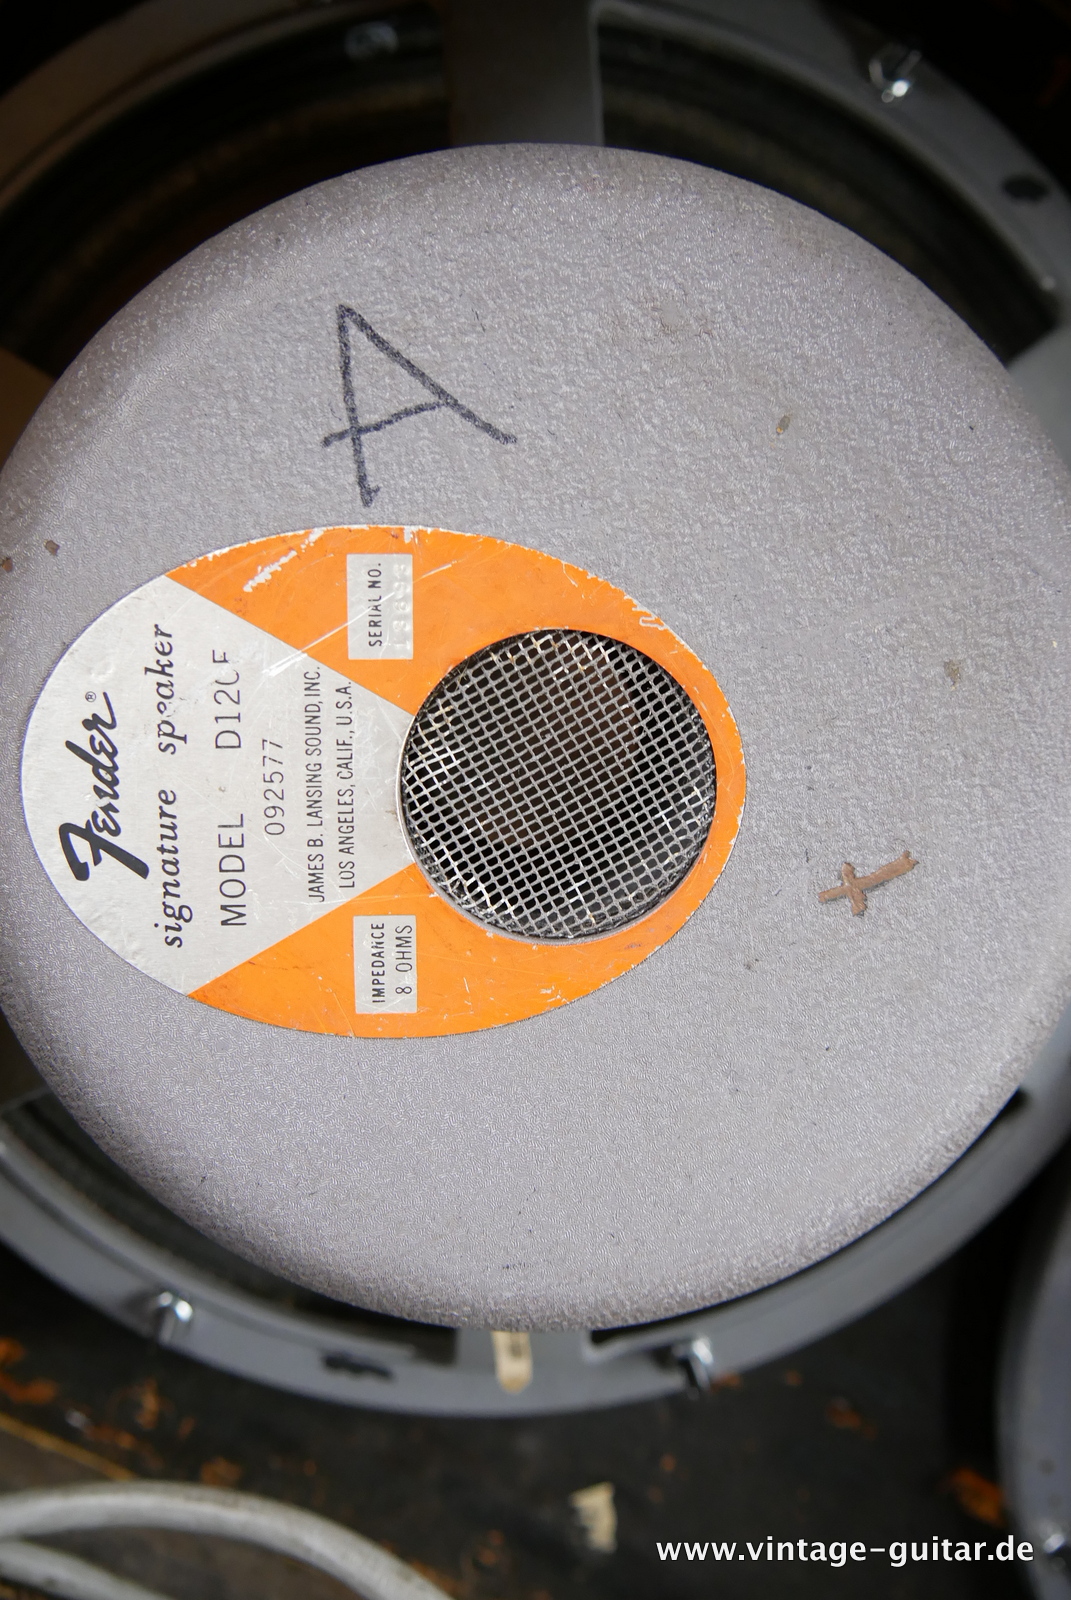 A
Fender®
signature speaker
MODEL D120F
092577
JAMES B. LANSING SOUND, INC.
LOS ANGELES, CALIF., U.S.A.
SERIAL NO.
IMPEDANCE
8 OHMS
www.vintage-guitar.de